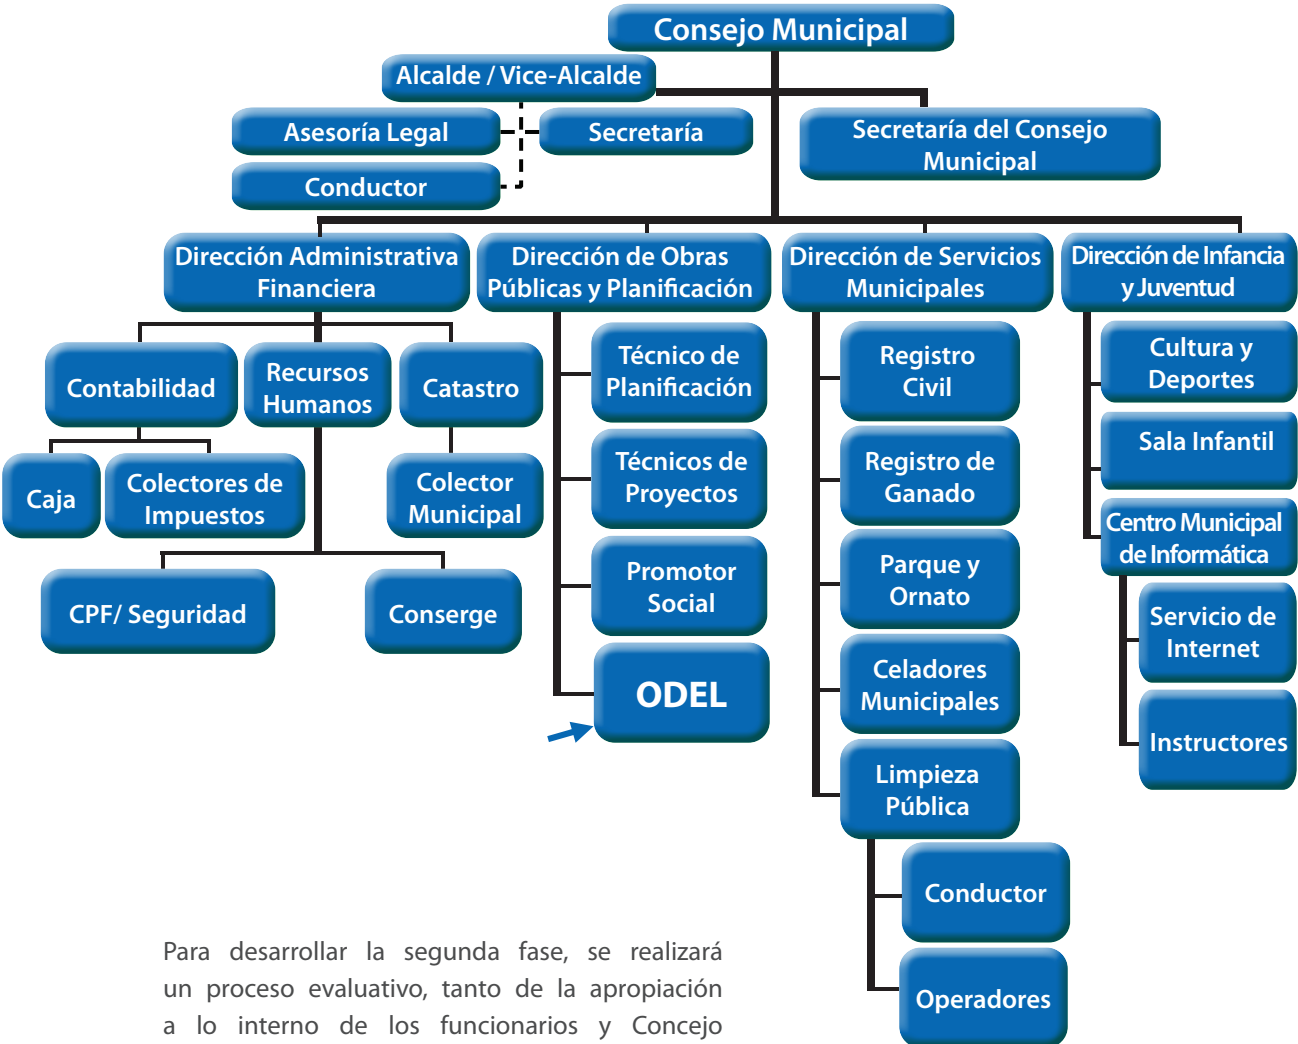 Consejo Municipal
Alcalde / Vice-Alcalde
Asesoría Legal
Secretaría
Secretaría del Consejo
Municipal
Conductor
Dirección Administrativa
Financiera
Dirección de Obras
Públicas y Planificación
Dirección de Servicios
Municipales
Dirección de Infancia
y Juventud
Contabilidad
Recursos
Humanos
Catastro
Caja
Colectores de
Impuestos
Colector
Municipal
CPF/ Seguridad
Conserge
Técnico de
Planificación
Técnicos de
Proyectos
Promotor
Social
ODEL
Registro
Civil
Registro de
Ganado
Parque y
Ornato
Celadores
Municipales
Limpieza
Pública
Conductor
Operadores
Cultura y
Deportes
Sala Infantil
Centro Municipal
de Informática
Servicio de
Internet
Instructores
Para desarrollar la segunda fase, se realizará
un proceso evaluativo, tanto de la apropiación
a lo interno de los funcionarios y Concejo